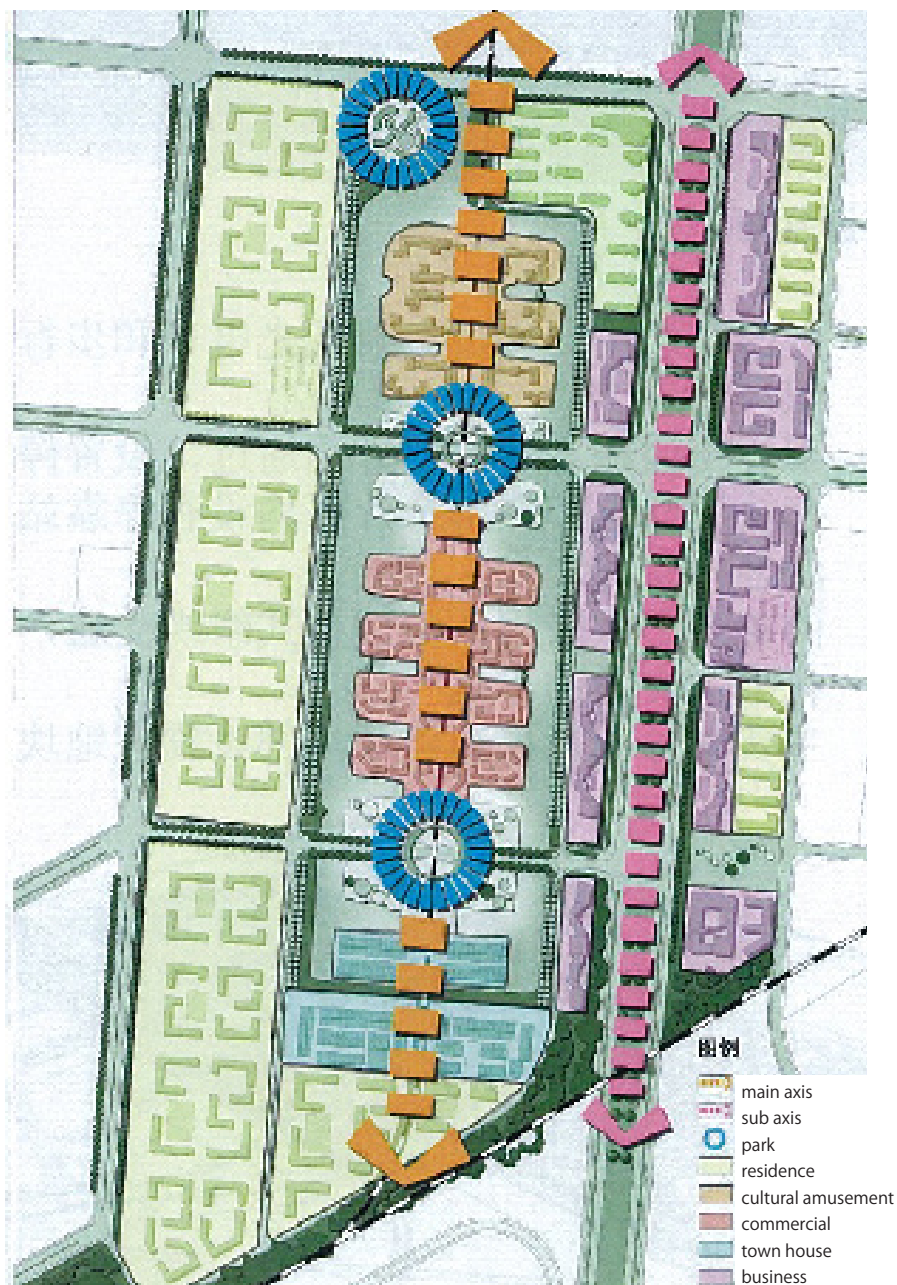 图例
main axis
sub axis
park
residence
cultural amusement
commercial
town house
business